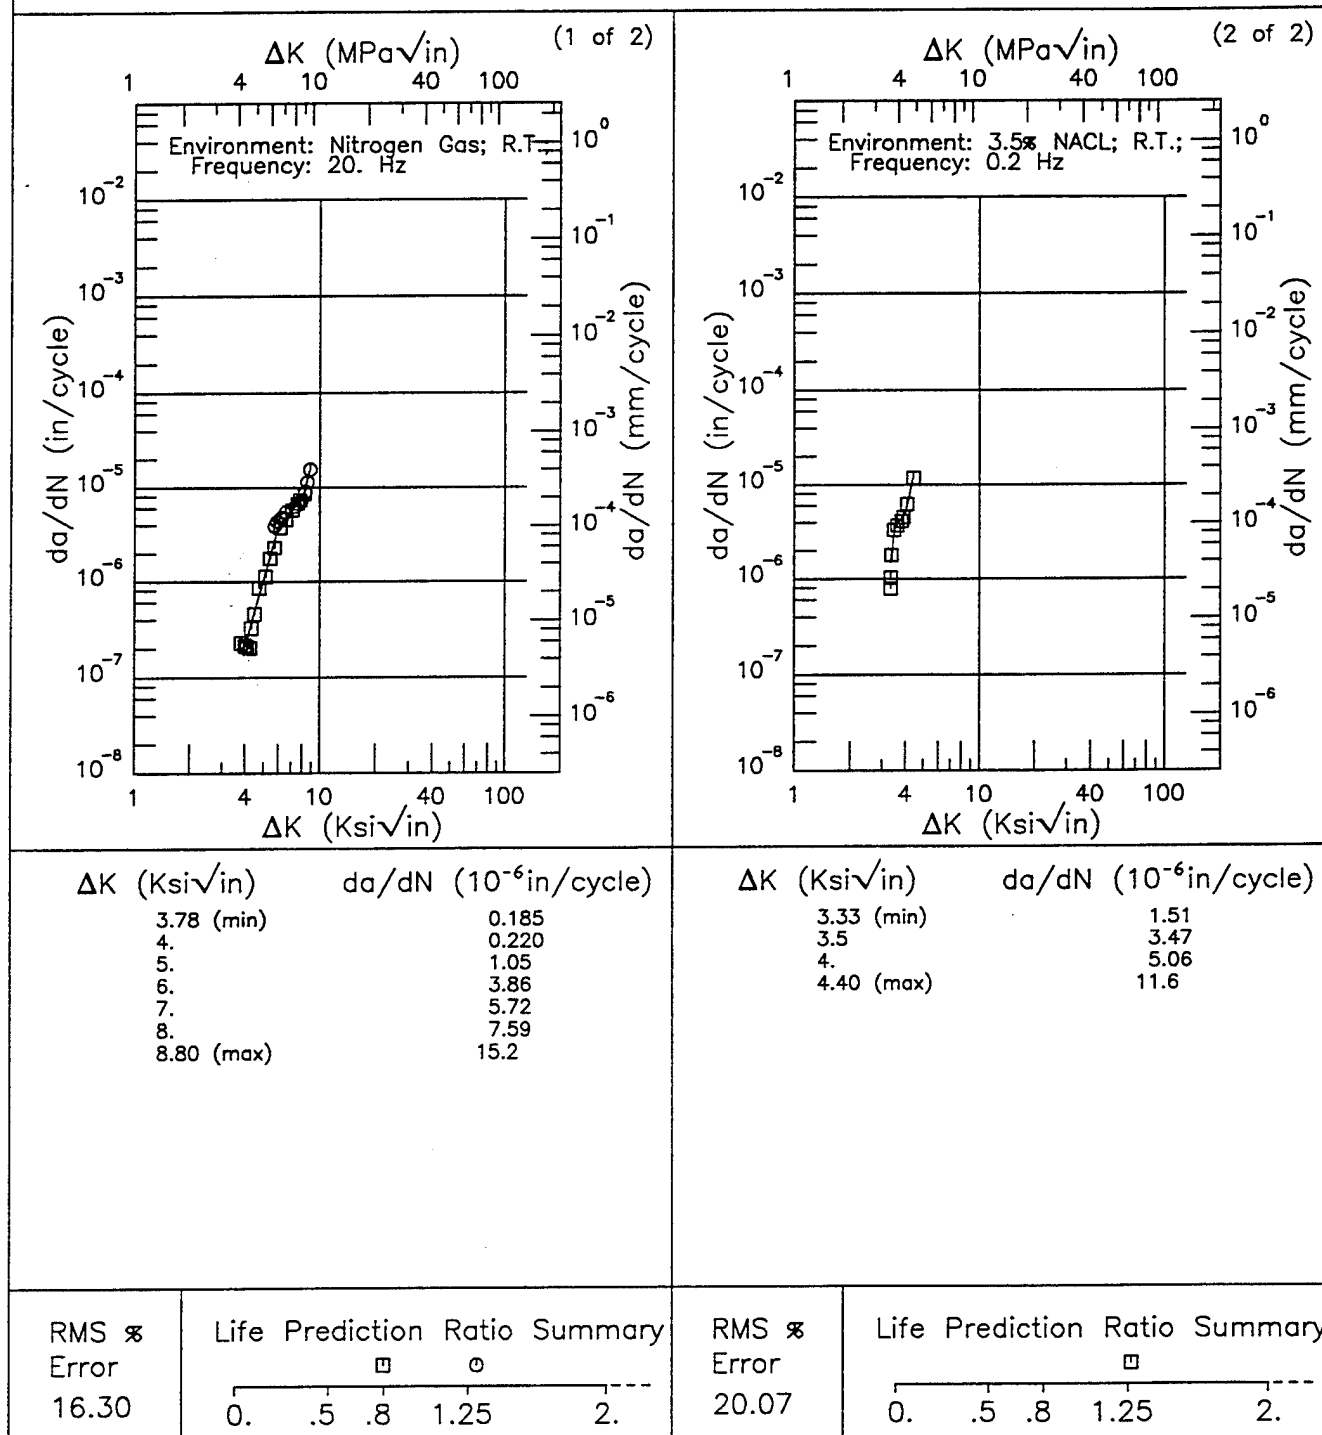 (1 of 2)
ΔK (MPa√in)
1 4 10 40 100
Environment: Nitrogen Gas; R.T.;
Frequency: 20. Hz
10⁰
10⁻²
10⁻¹
10⁻³
10⁻²
10⁻⁴
10⁻³
10⁻⁵
10⁻⁴
10⁻⁶
10⁻⁵
10⁻⁷
10⁻⁶
10⁻⁸
da/dN (in/cycle)
da/dN (mm/cycle)
1 4 10 40 100
ΔK (Ksi√in)
ΔK (Ksi√in) da/dN (10⁻⁶in/cycle)
3.78 (min) 0.185
4. 0.220
5. 1.05
6. 3.86
7. 5.72
8. 7.59
8.80 (max) 15.2
RMS %
Error
16.30
Life Prediction Ratio Summary
0. .5 .8 1.25 2.
(2 of 2)
ΔK (MPa√in)
1 4 10 40 100
Environment: 3.5% NACL; R.T.;
Frequency: 0.2 Hz
10⁰
10⁻²
10⁻¹
10⁻³
10⁻²
10⁻⁴
10⁻³
10⁻⁵
10⁻⁴
10⁻⁶
10⁻⁵
10⁻⁷
10⁻⁶
10⁻⁸
da/dN (in/cycle)
da/dN (mm/cycle)
1 4 10 40 100
ΔK (Ksi√in)
ΔK (Ksi√in) da/dN (10⁻⁶in/cycle)
3.33 (min) 1.51
3.5 3.47
4. 5.06
4.40 (max) 11.6
RMS %
Error
20.07
Life Prediction Ratio Summary
0. .5 .8 1.25 2.